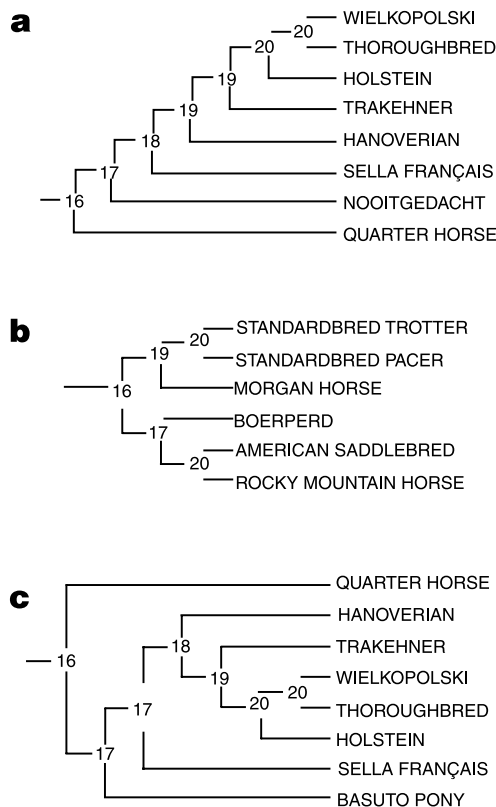 a
WIELKOPOLSKI
20
THOROUGHBRED
20
HOLSTEIN
19
TRAKEHNER
19
HANOVERIAN
18
SELLA FRANÇAIS
17
NOOITGEDACHT
16
QUARTER HORSE
b
STANDARDBRED TROTTER
20
19
STANDARDBRED PACER
16
MORGAN HORSE
BOERPERD
17
AMERICAN SADDLEBRED
20
ROCKY MOUNTAIN HORSE
c
QUARTER HORSE
HANOVERIAN
18
TRAKEHNER
16
19
WIELKOPOLSKI
20
20
17
THOROUGHBRED
HOLSTEIN
17
SELLA FRANÇAIS
BASUTO PONY